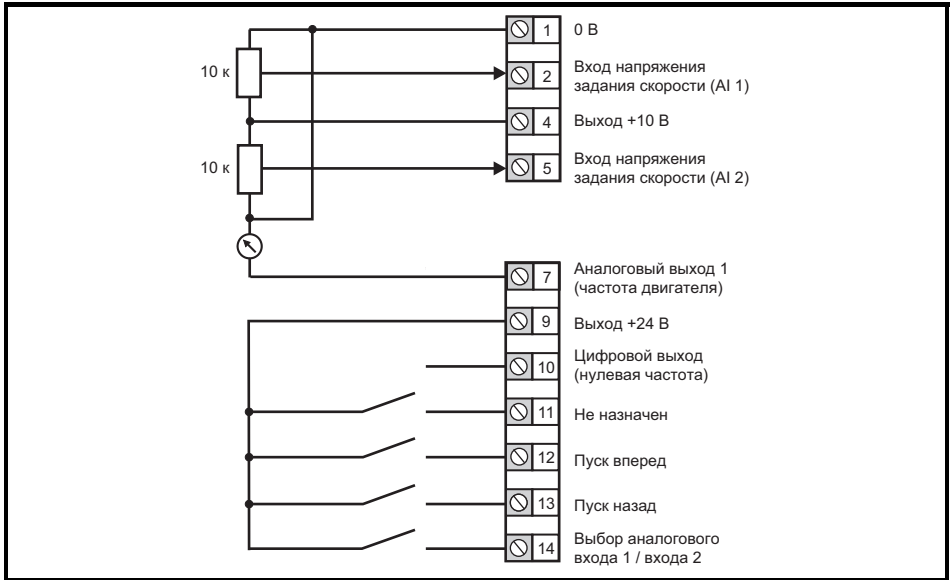 1 0 В
10 к
2 Вход напряжения
задания скорости (AI 1)
4 Выход +10 В
10 к
5 Вход напряжения
задания скорости (AI 2)
7 Аналоговый выход 1
(частота двигателя)
9 Выход +24 В
10 Цифровой выход
(нулевая частота)
11 Не назначен
12 Пуск вперед
13 Пуск назад
14 Выбор аналогового
входа 1 / входа 2